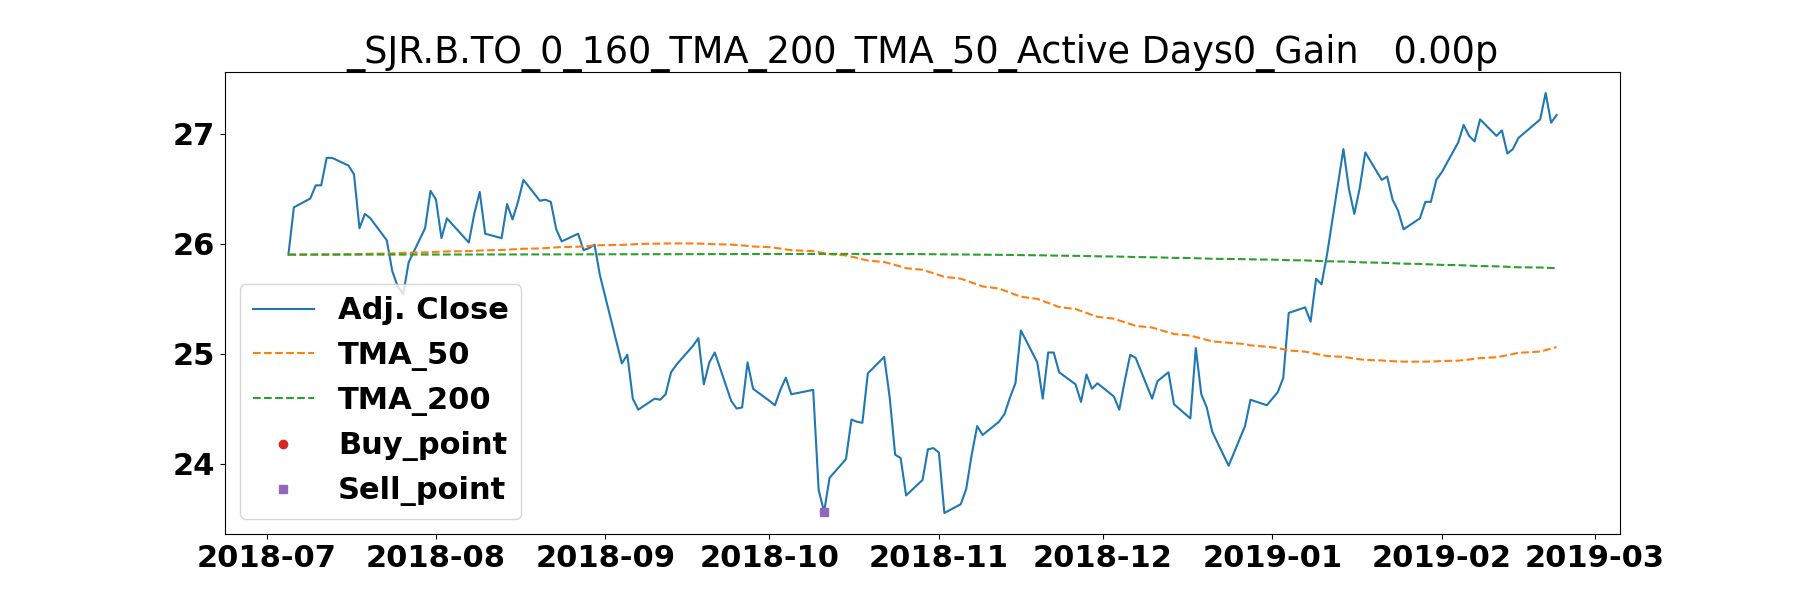 _SJR.B.TO_0_160_TMA_200_TMA_50_Active Days0_Gain   0.00p
27
26
25
24
Adj. Close
TMA_50
TMA_200
Buy_point
Sell_point
2018-07 2018-08 2018-09 2018-10 2018-11 2018-12 2019-01 2019-02 2019-03